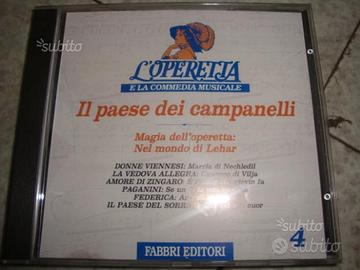 subito
L'OPERETTA
E LA COMMEDIA MUSICALE
Il paese dei campanelli
Magia dell'operetta:
Nel mondo di Lehar
DONNE VIENNESI: Marcia di Nechledil
LA VEDOVA ALLEGRA: di Vilja
AMORE DI ZINGARO:
PAGANINI: Se un
FEDERICA:
IL PAESE DEL cuor
subito
4
subito
FABBRI EDITORI